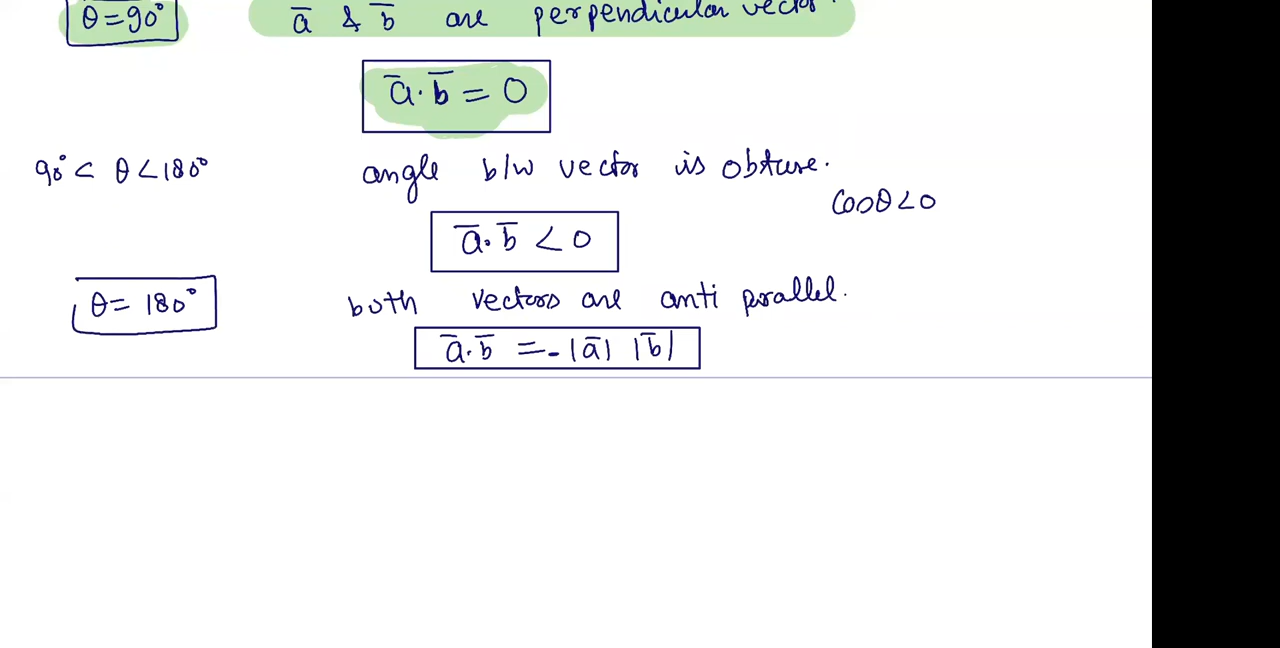 θ=90° a̅ & b̅ are perpendicular vector.
a̅·b̅ = 0
90° < θ < 180° angle b/w vector is obtuse.
cosθ<0
a̅·b̅ < 0
θ= 180° both vectors are anti parallel.
a̅·b̅ = -|a̅| |b̅|